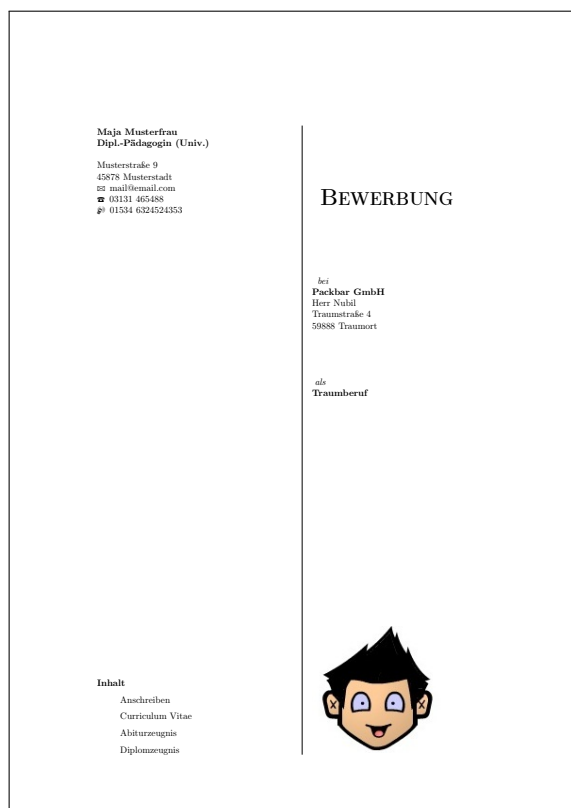 Maja Musterfrau
Dipl.-Pädagogin (Univ.)
Musterstraße 9
45878 Musterstadt
✉ mail@email.com
☎ 03131 465488
01534 6324524353
BEWERBUNG
bei
Packbar GmbH
Herr Nubil
Traumstraße 4
59888 Traumort
als
Traumberuf
Inhalt
Anschreiben
Curriculum Vitae
Abiturzeugnis
Diplomzeugnis